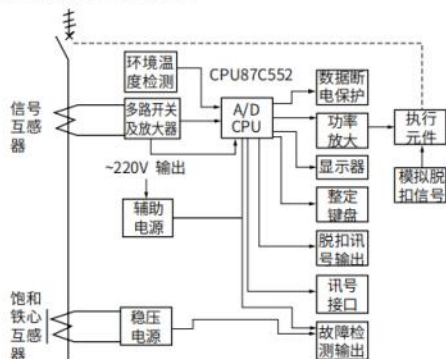 环境温
度检测
CPU87C552
数据断
电保护
信号
互感
器
多路开关
及放大器
A/D
CPU
功率
放大
执行
元件
~220V 输出
显示器
模拟脱
扣信号
辅助
电源
整定
键盘
脱扣讯
号输出
饱和
铁心
互感
器
稳压
电源
讯号
接口
故障检
测输出